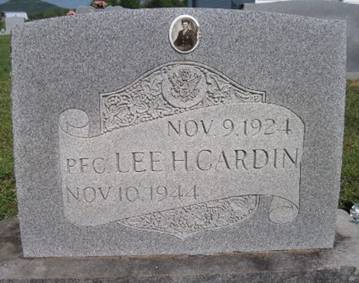 NOV. 9. 1924
PFC. LEE H. CARDIN
NOV. 10. 1944